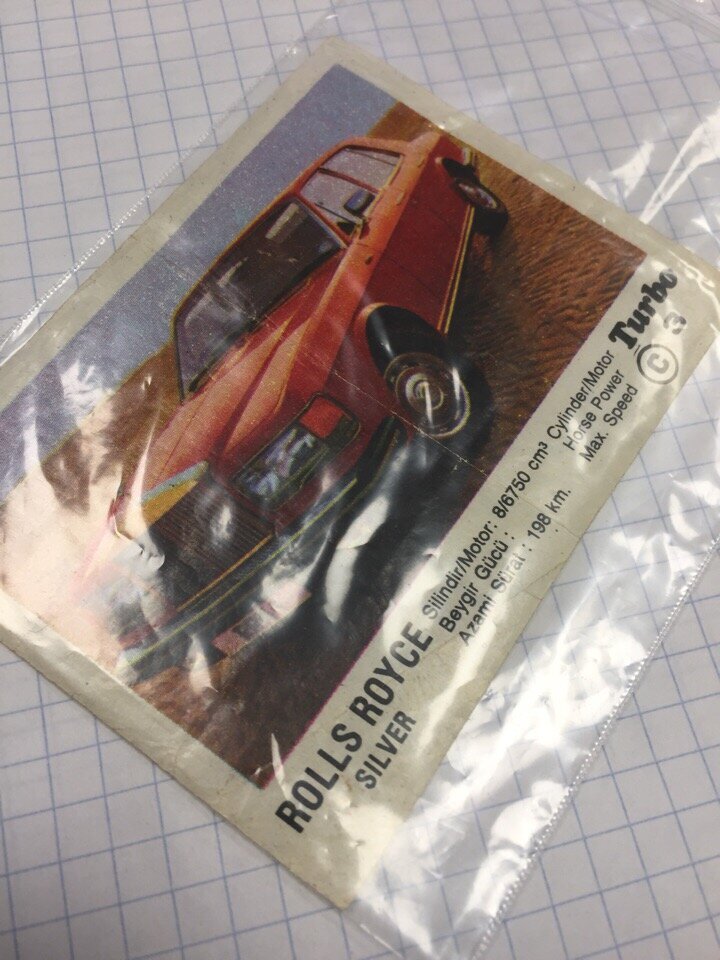 ROLLS ROYCE
SILVER
Silindir/Motor: 8/6750 cm³ Cylinder/Motor
Beygir Gücü : Horse Power
Azami Sürat : 198 km. Max. Speed
Turbo
© 3